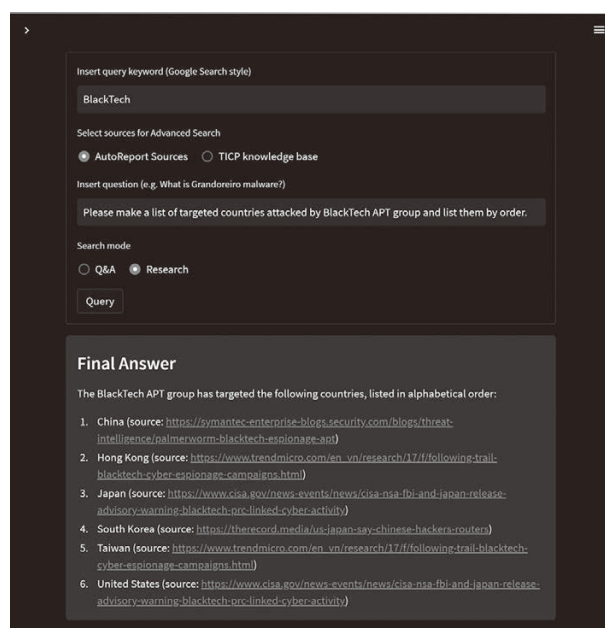 Insert query keyword (Google Search style)
BlackTech
Select sources for Advanced Search
AutoReport Sources TICP knowledge base
Insert question (e.g. What is Grandoreiro malware?)
Please make a list of targeted countries attacked by BlackTech APT group and list them by order.
Search mode
Q&A Research
Query
Final Answer
The BlackTech APT group has targeted the following countries, listed in alphabetical order:
1. China (source: https://symantec-enterprise-blogs.security.com/blogs/threat-
intelligence/palmerworm-blacktech-espionage-apt)
2. Hong Kong (source: https://www.trendmicro.com/en_vn/research/17/f/following-trail-
blacktech-cyber-espionage-campaigns.html)
3. Japan (source: https://www.cisa.gov/news-events/news/cisa-nsa-fbi-and-japan-release-
advisory-warning-blacktech-prc-linked-cyber-activity)
4. South Korea (source: https://therecord.media/us-japan-say-chinese-hackers-routers)
5. Taiwan (source: https://www.trendmicro.com/en_vn/research/17/f/following-trail-blacktech-
cyber-espionage-campaigns.html)
6. United States (source: https://www.cisa.gov/news-events/news/cisa-nsa-fbi-and-japan-release-
advisory-warning-blacktech-prc-linked-cyber-activity)